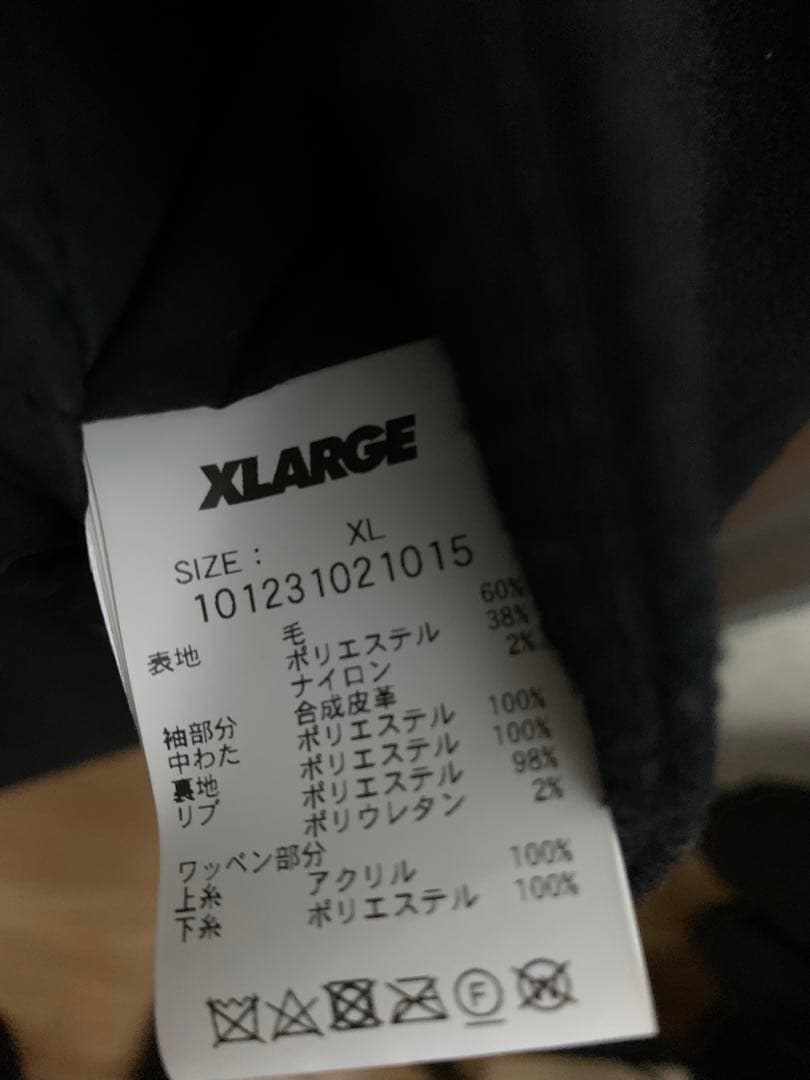 XLARGE
SIZE : XL
101231021015
表地 毛 60%
ポリエステル 38%
ナイロン 2%
袖部分 合成皮革
中わた ポリエステル 100%
裏地 ポリエステル 100%
リブ ポリエステル 98%
ポリウレタン 2%
ワッペン部分
上糸 アクリル 100%
下糸 ポリエステル 100%
F W